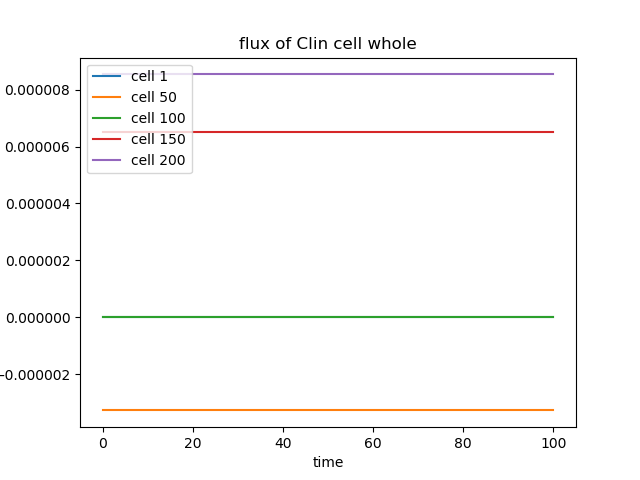 flux of Clin cell whole
cell 1
cell 50
cell 100
cell 150
cell 200
0.000008
0.000006
0.000004
0.000002
0.000000
−0.000002
0
20
40
60
80
100
time